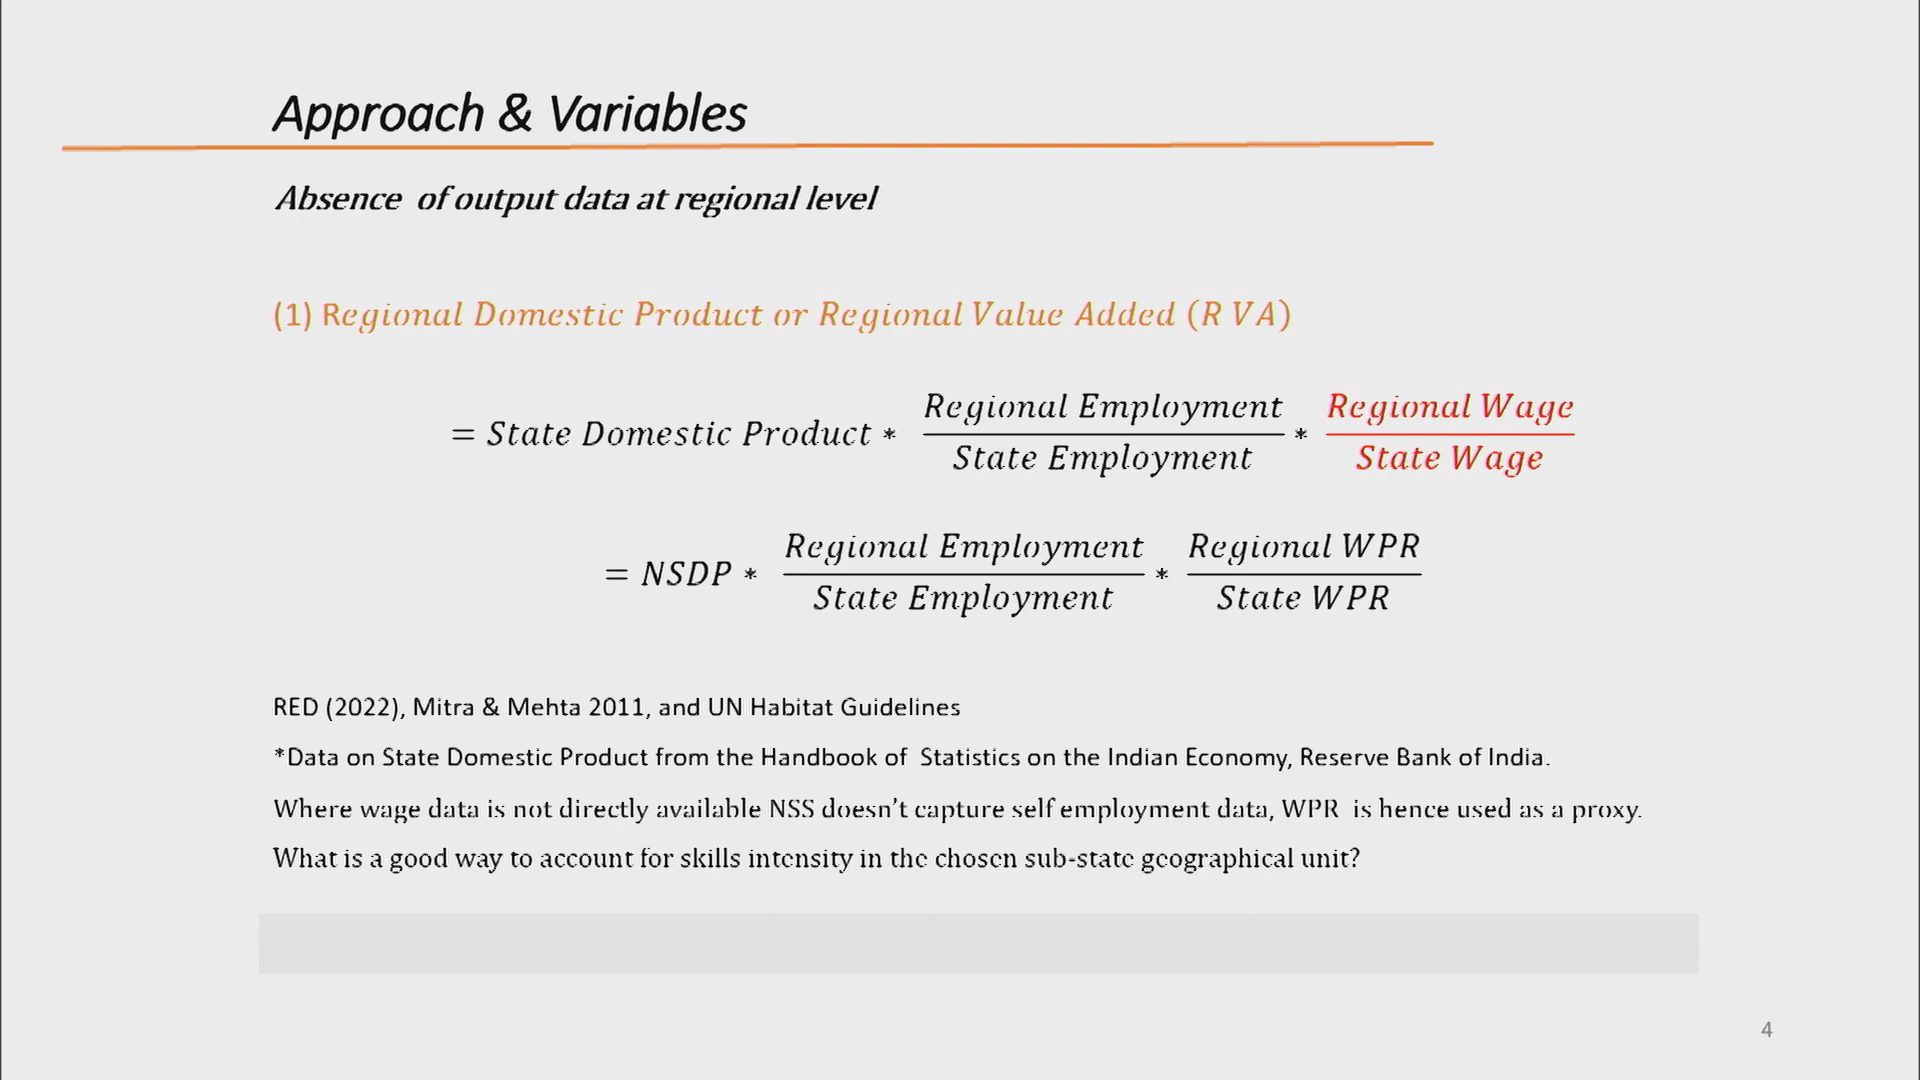 Approach & Variables
Absence of output data at regional level
(1) Regional Domestic Product or Regional Value Added (R VA)
= State Domestic Product * Regional Employment / State Employment * Regional Wage / State Wage
= NSDP * Regional Employment / State Employment * Regional WPR / State WPR
RED (2022), Mitra & Mehta 2011, and UN Habitat Guidelines
*Data on State Domestic Product from the Handbook of Statistics on the Indian Economy, Reserve Bank of India.
Where wage data is not directly available NSS doesn't capture self employment data, WPR is hence used as a proxy.
What is a good way to account for skills intensity in the chosen sub-state geographical unit?
4